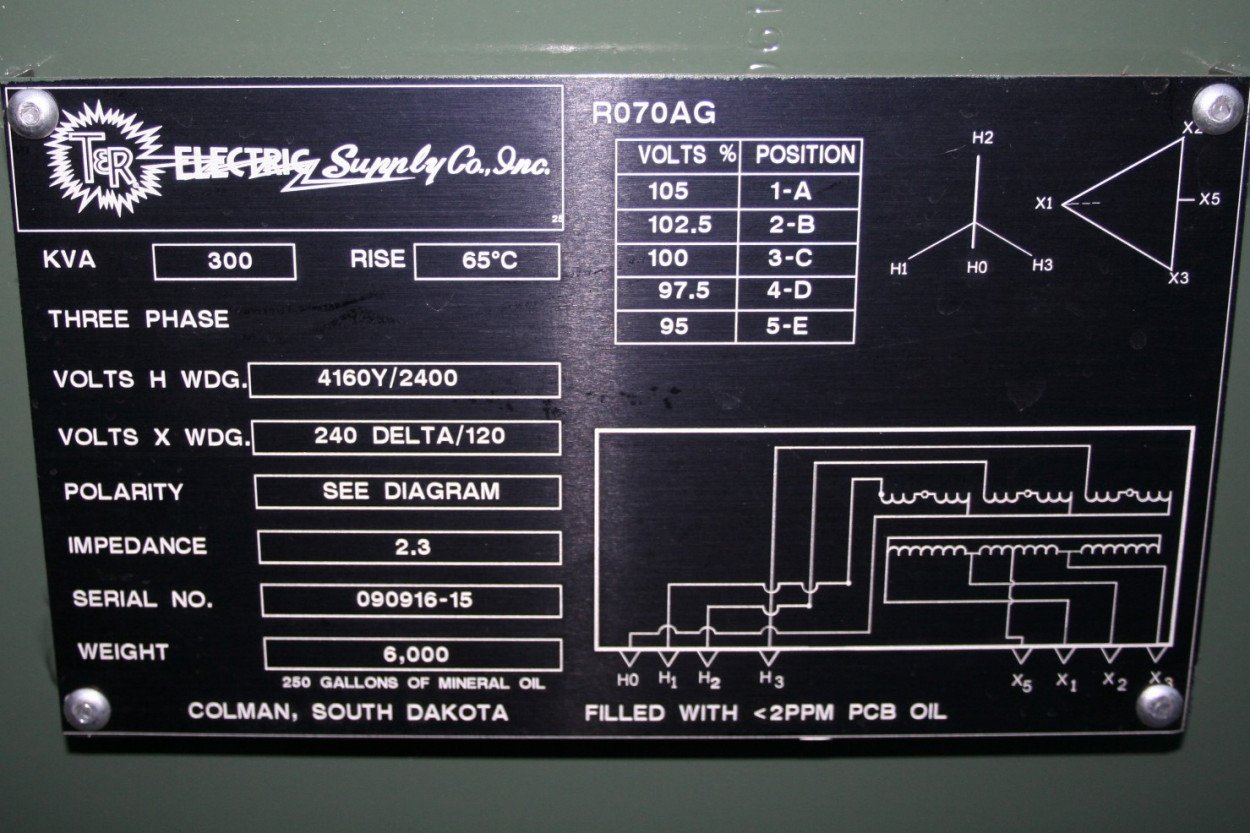 T&R ELECTRIC Supply Co., Inc.
25
KVA 300 RISE 65°C
THREE PHASE
VOLTS H WDG. 4160Y/2400
VOLTS X WDG. 240 DELTA/120
POLARITY SEE DIAGRAM
IMPEDANCE 2.3
SERIAL NO. 090916-15
WEIGHT 6,000
250 GALLONS OF MINERAL OIL
COLMAN, SOUTH DAKOTA
R070AG
VOLTS % POSITION
105 1-A
102.5 2-B
100 3-C
97.5 4-D
95 5-E
H2
H1 H0 H3
X2
X1 X5
X3
H0 H1 H2 H3 X5 X1 X2 X3
FILLED WITH <2PPM PCB OIL